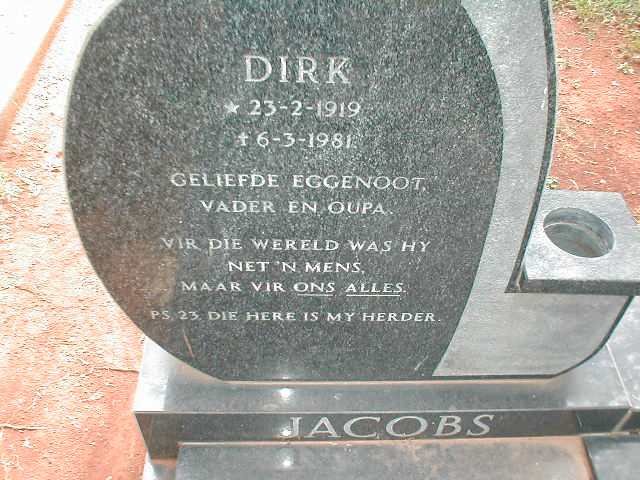 DIRK
★ 23-2-1919
✝ 6-3-1981.
GELIEFDE EGGENOOT,
VADER EN OUPA.
VIR DIE WERELD WAS HY
NET 'N MENS,
MAAR VIR ONS ALLES.
PS. 23. DIE HERE IS MY HERDER.
JACOBS